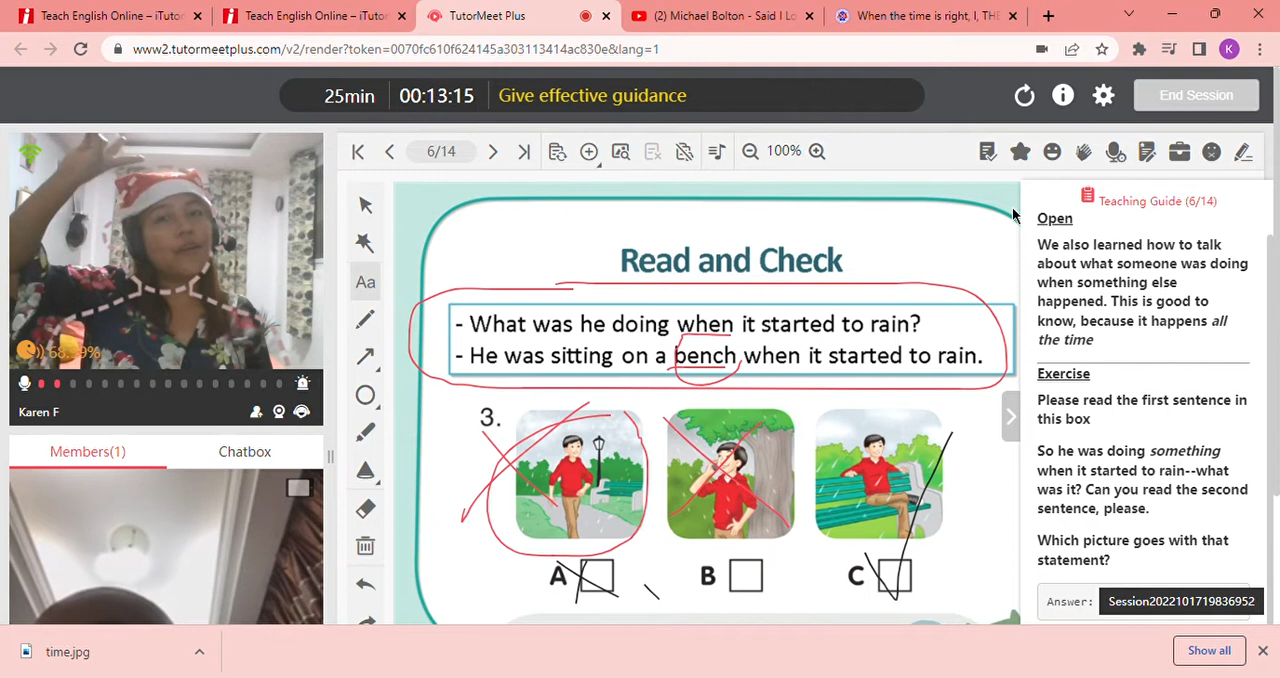 Teach English Online – iTutor
Teach English Online – iTutor
TutorMeet Plus
(2) Michael Bolton - Said I Lo
When the time is right, I, THE
www2.tutormeetplus.com/v2/render?token=0070fc610f624145a303113414ac830e&lang=1
K
25min
00:13:15
Give effective guidance
End Session
6/14
100%
68.59%
Karen F
Members(1)
Chatbox
Aa
Read and Check
- What was he doing when it started to rain?
- He was sitting on a bench when it started to rain.
3.
A
B
C
Teaching Guide (6/14)
Open
We also learned how to talk
about what someone was doing
when something else
happened. This is good to
know, because it happens all
the time
Exercise
Please read the first sentence in
this box
So he was doing something
when it started to rain--what
was it? Can you read the second
sentence, please.
Which picture goes with that
statement?
Answer:
Session2022101719836952
time.jpg
Show all